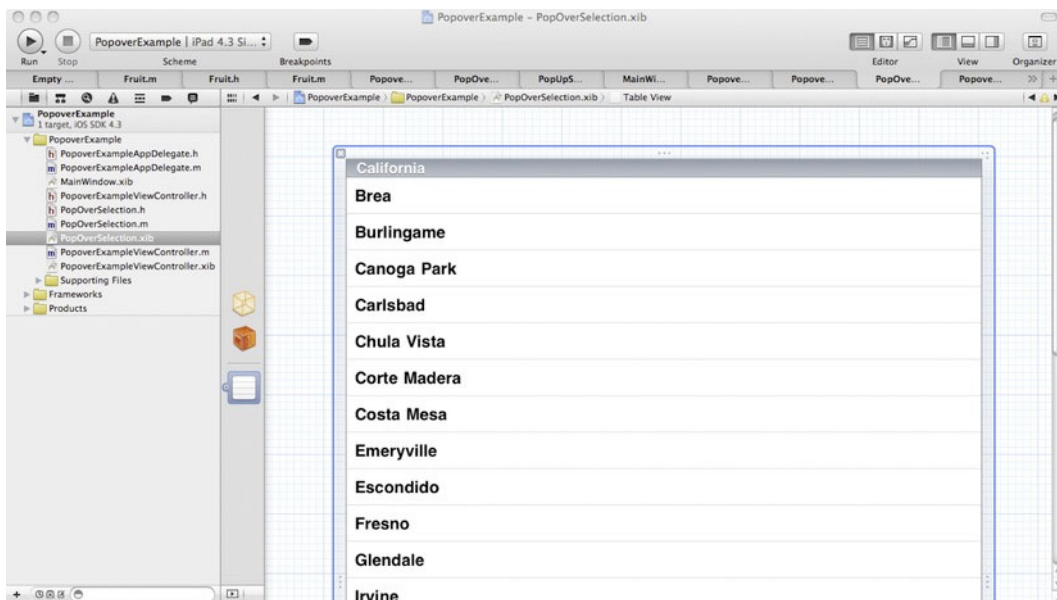 PopoverExample - PopOverSelection.xib
PopoverExample | iPad 4.3 Si...
Run Stop Scheme Breakpoints Editor View Organizer
Empty ... Fruit.m Fruit.h Fruit.m Popove... PopOve... PopUpS... MainWi... Popove... Popove... PopOve... Popove...
PopoverExample PopoverExample PopOverSelection.xib Table View
PopoverExample
1 target, iOS SDK 4.3
PopoverExample
PopoverExampleAppDelegate.h
PopoverExampleAppDelegate.m
MainWindow.xib
PopoverExampleViewController.h
PopOverSelection.h
PopOverSelection.m
PopOverSelection.xib
PopoverExampleViewController.m
PopoverExampleViewController.xib
Supporting Files
Frameworks
Products
California
Brea
Burlingame
Canoga Park
Carlsbad
Chula Vista
Corte Madera
Costa Mesa
Emeryville
Escondido
Fresno
Glendale
Irvine